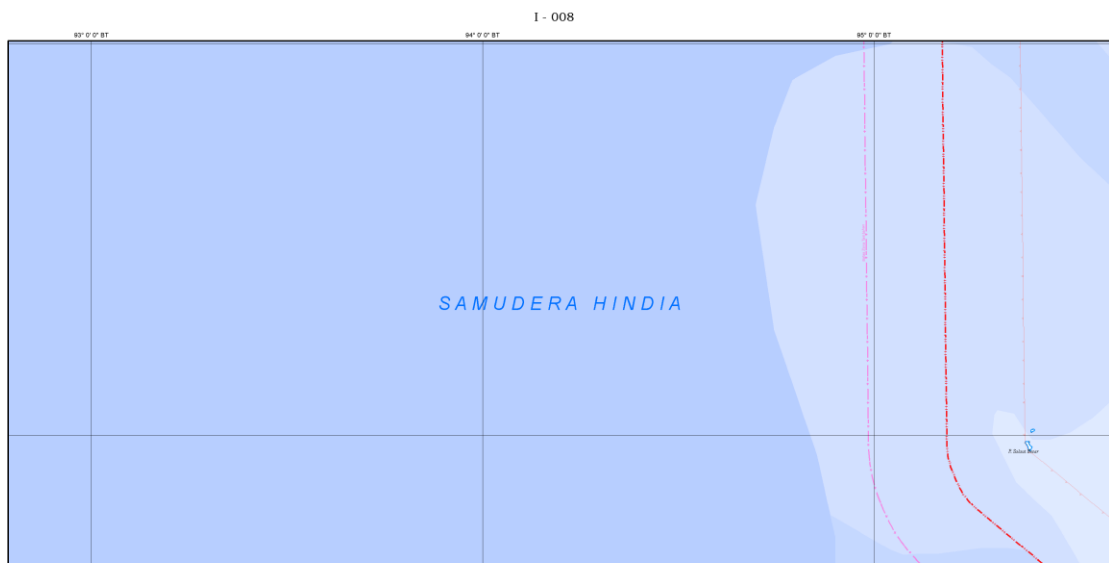 I - 008
93° 0' 0" BT
94° 0' 0" BT
95° 0' 0" BT
SAMUDERA HINDIA